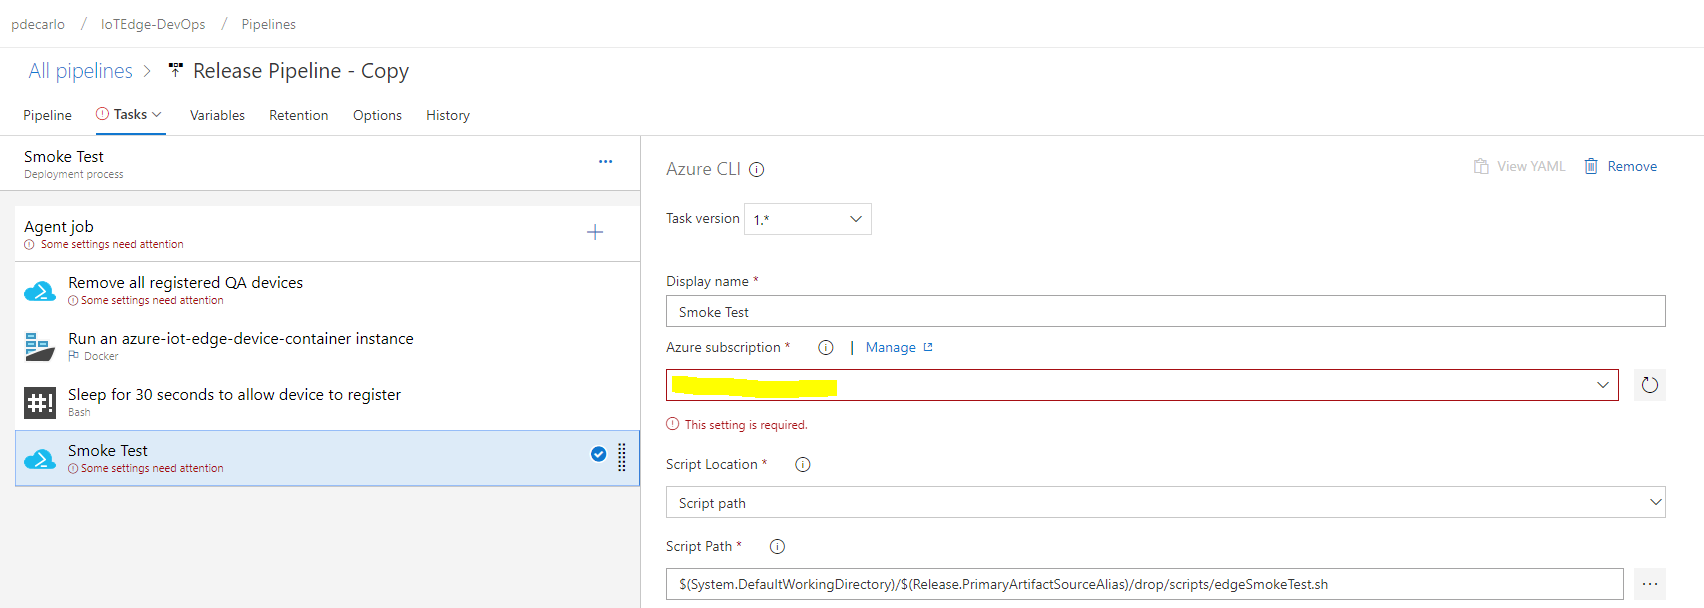 pdecarlo / IoTEdge-DevOps / Pipelines
All pipelines > Release Pipeline - Copy
Pipeline Tasks Variables Retention Options History
Smoke Test
Deployment process
Agent job
Some settings need attention
Remove all registered QA devices
Some settings need attention
Run an azure-iot-edge-device-container instance
Docker
Sleep for 30 seconds to allow device to register
Bash
Smoke Test
Some settings need attention
Azure CLI
View YAML Remove
Task version 1.*
Display name *
Smoke Test
Azure subscription * | Manage
This setting is required.
Script Location *
Script path
Script Path *
$(System.DefaultWorkingDirectory)/$(Release.PrimaryArtifactSourceAlias)/drop/scripts/edgeSmokeTest.sh